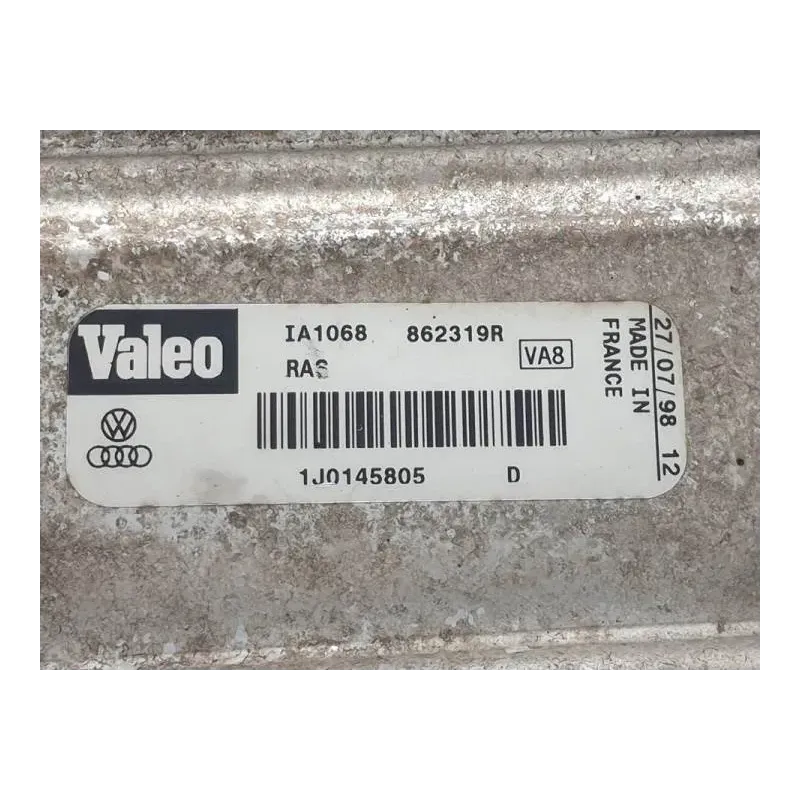 Valeo
IA1068 862319R
RAS
VA8
1J0145805 D
MADE IN
FRANCE
27/07/98 12